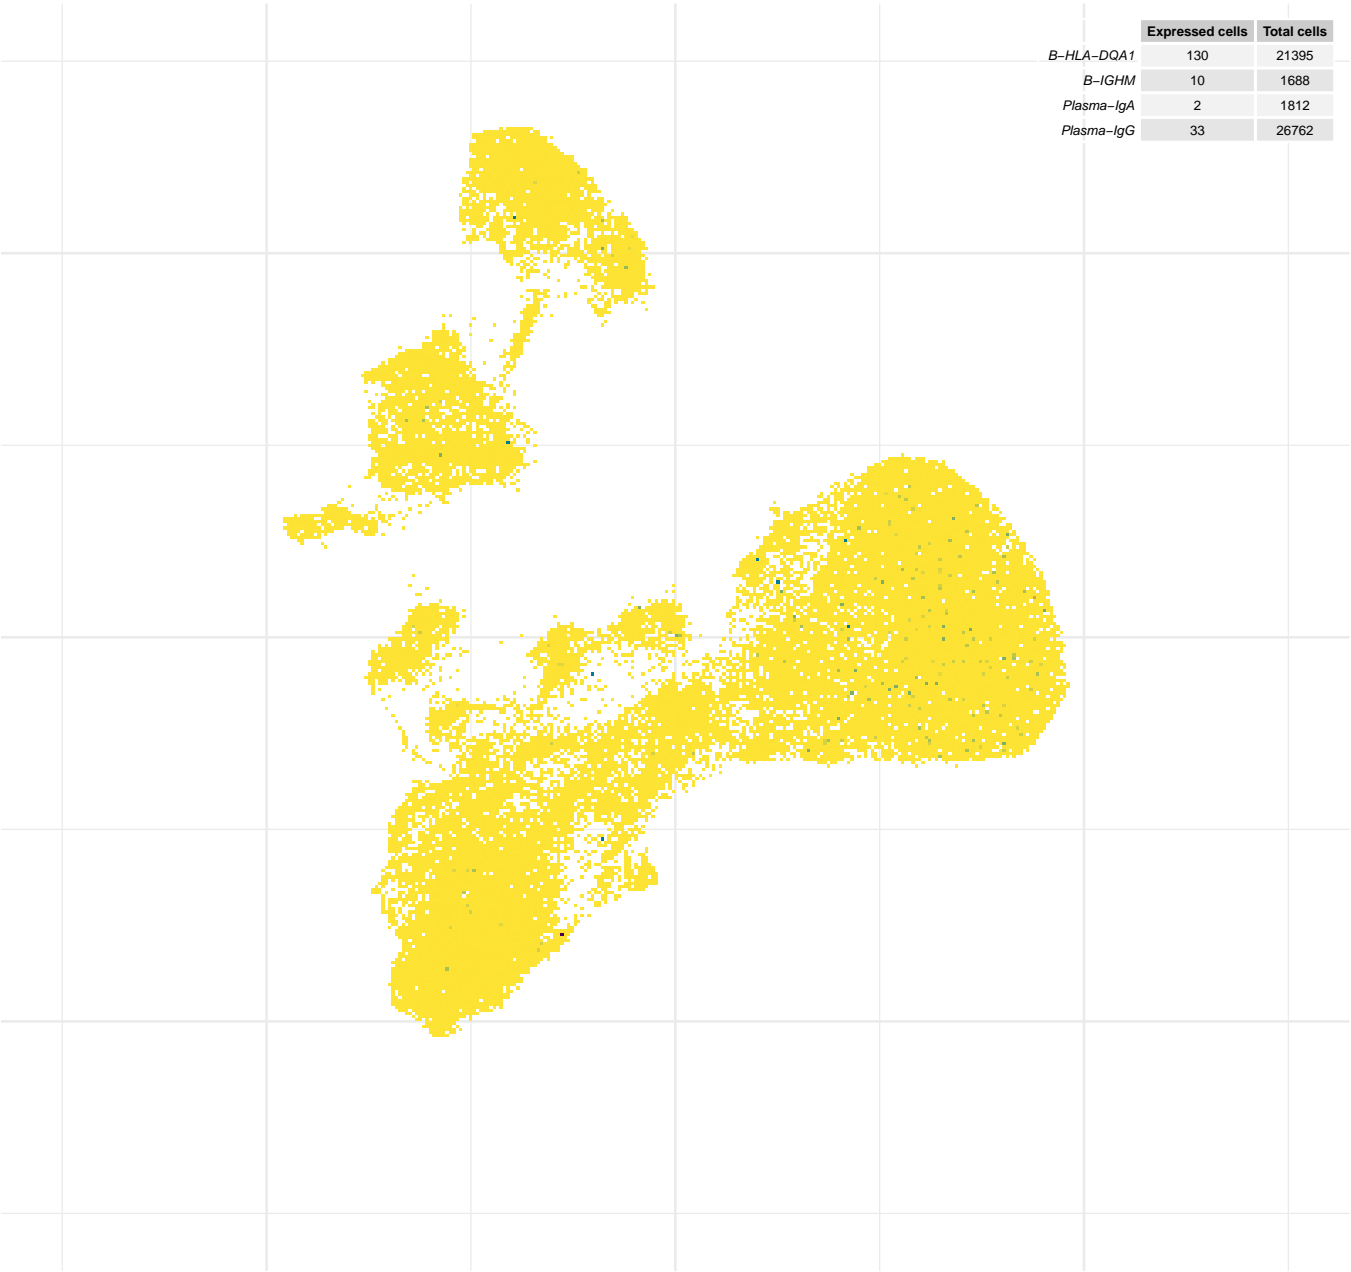 Expressed cells Total cells
B−HLA−DQA1 130 21395
B−IGHM 10 1688
Plasma−IgA 2 1812
Plasma−IgG 33 26762